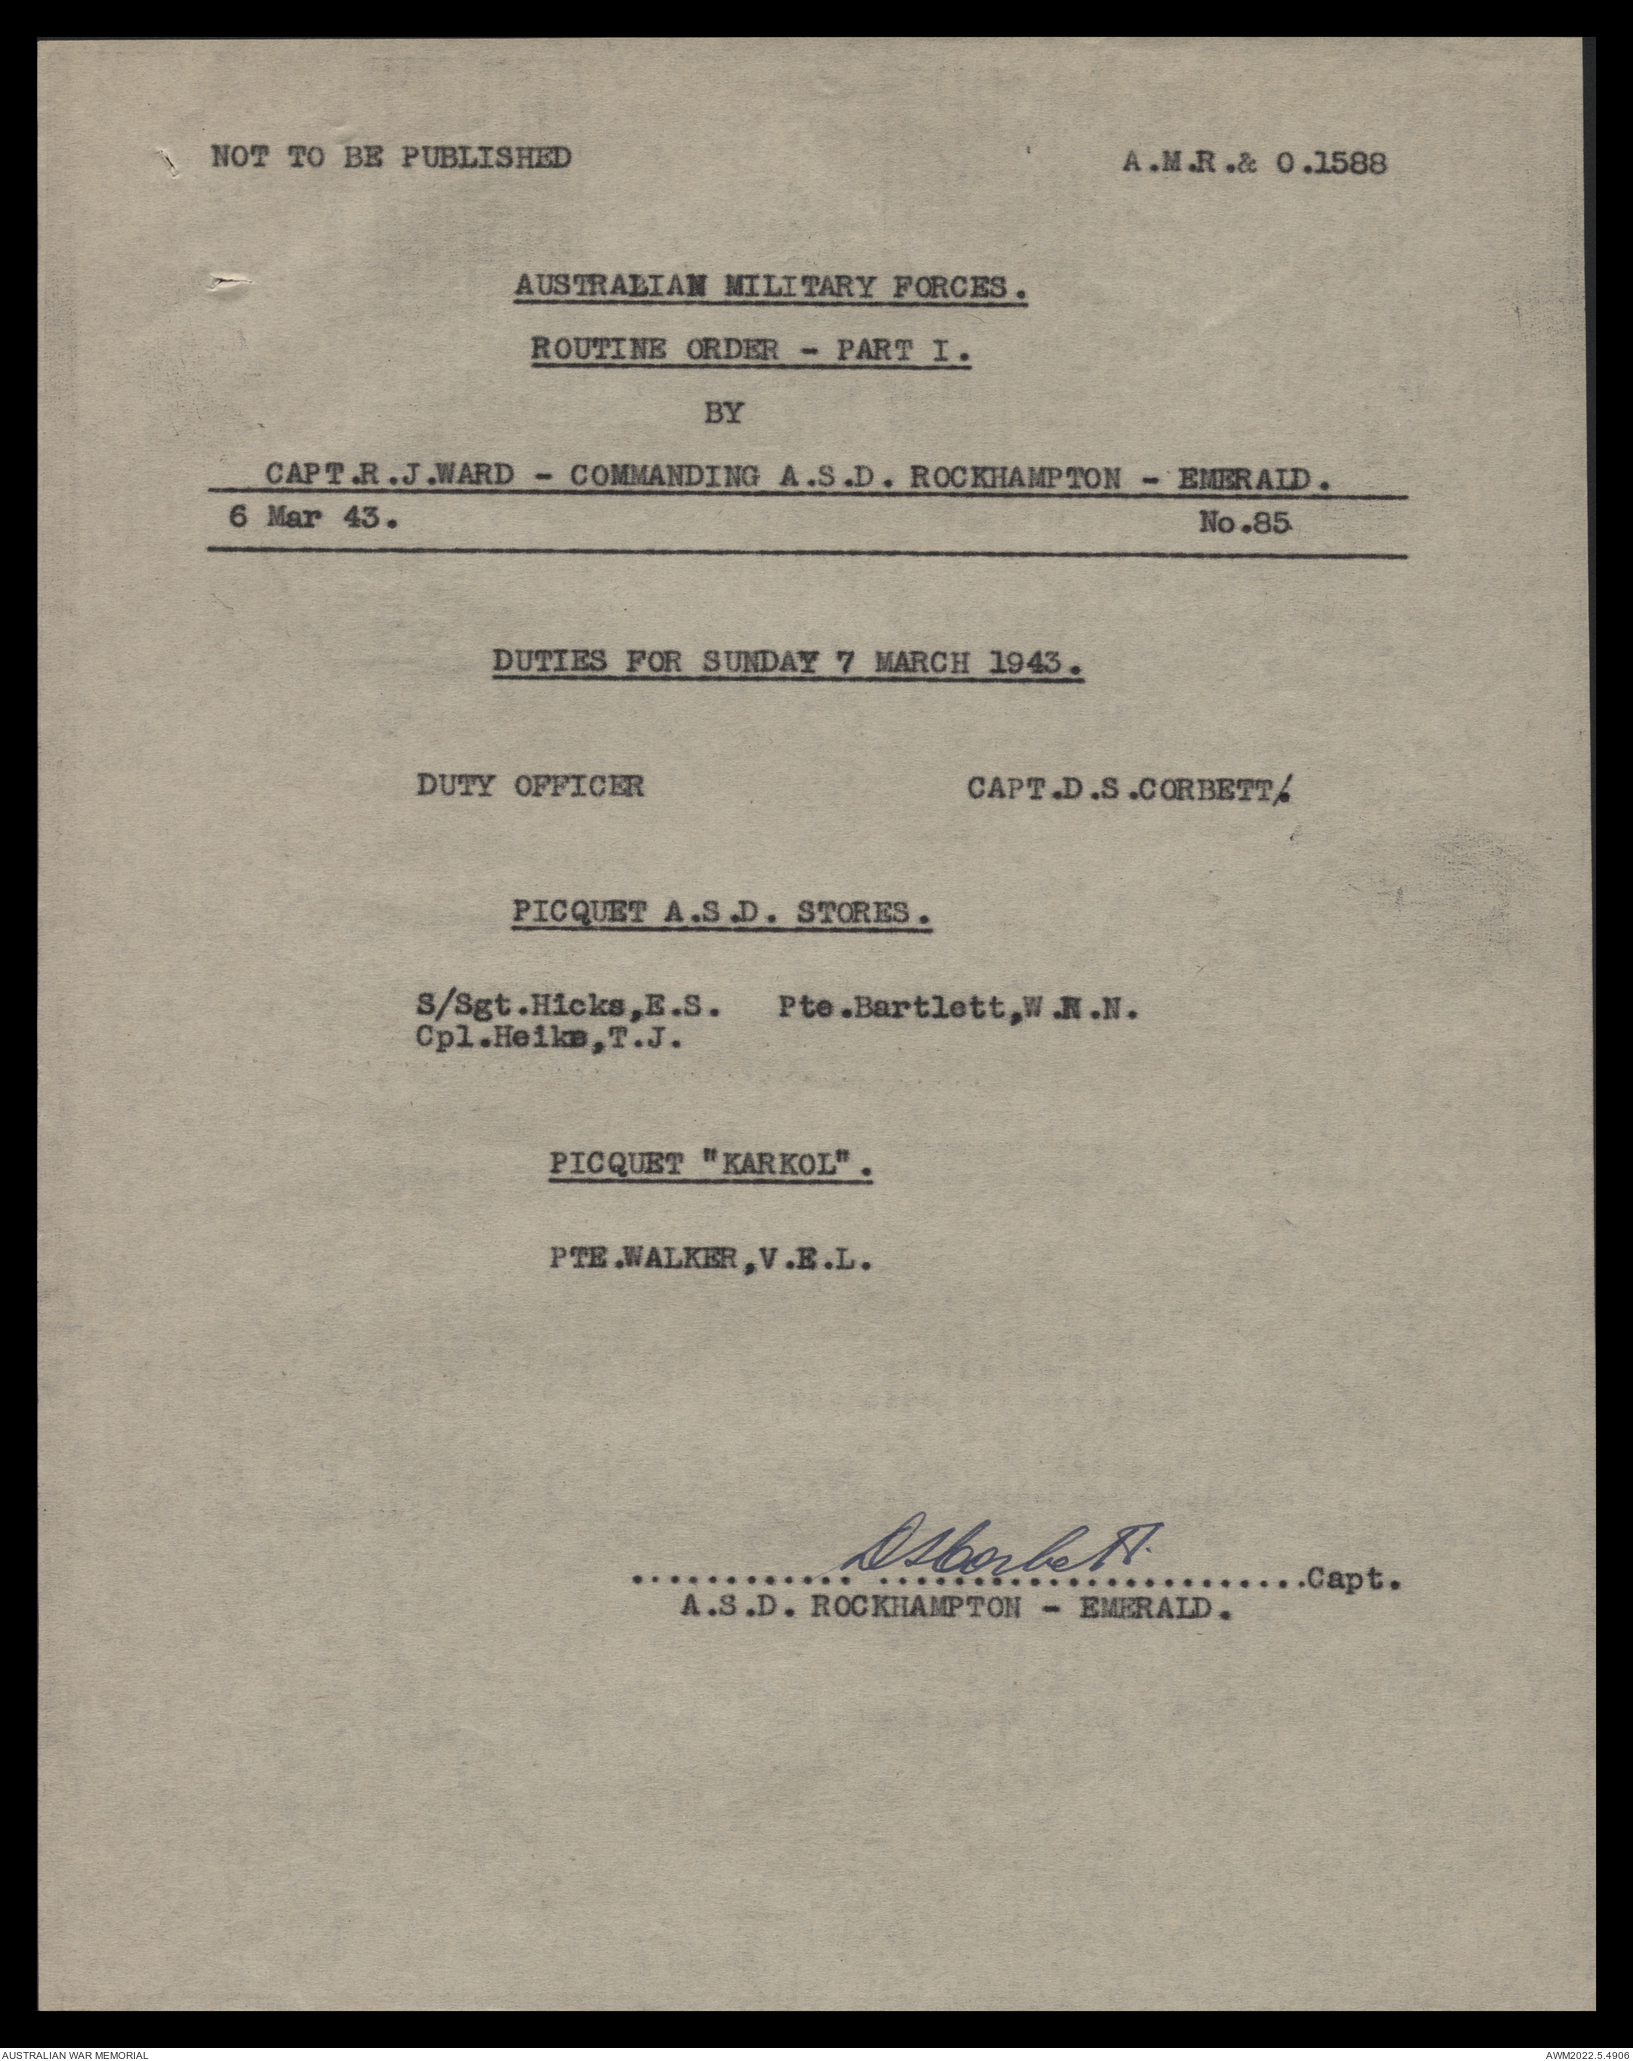 NOT TO BE PUBLISHED A.M.R.& O.1588
AUSTRALIAN MILITARY FORCES.
ROUTINE ORDER - PART I.
BY
CAPT.R.J.WARD - COMMANDING A.S.D. ROCKHAMPTON - EMERALD.
6 Mar 43. No.85
DUTIES FOR SUNDAY 7 MARCH 1943.
DUTY OFFICER CAPT.D.S.CORBETT/.
PICQUET A.S.D. STORES.
S/Sgt.Hicks,E.S. Pte.Bartlett,W.N.N.
Cpl.Heike,T.J.
PICQUET "KARKOL".
PTE.WALKER,V.E.L.
DSCorbett.
............ .......................Capt.
A.S.D. ROCKHAMPTON - EMERALD.
AUSTRALIAN WAR MEMORIAL AWM2022.5.4906